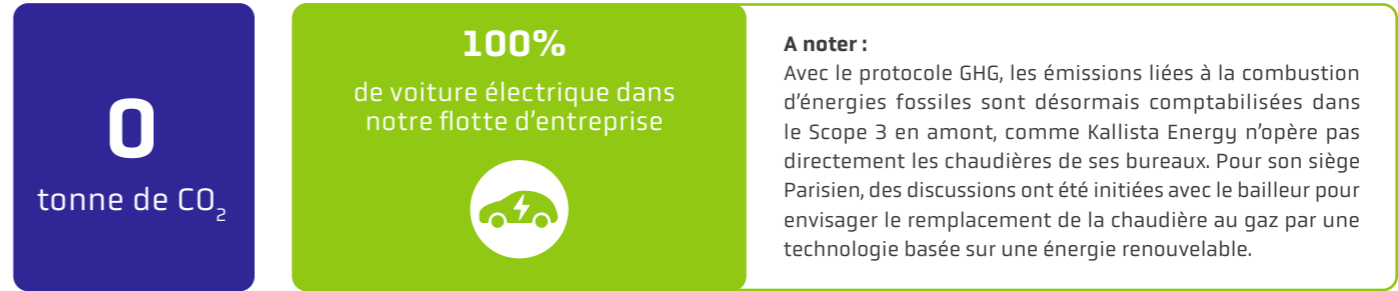 0
tonne de CO₂
100%
de voiture électrique dans
notre flotte d’entreprise
A noter :
Avec le protocole GHG, les émissions liées à la combustion
d’énergies fossiles sont désormais comptabilisées dans
le Scope 3 en amont, comme Kallista Energy n’opère pas
directement les chaudières de ses bureaux. Pour son siège
Parisien, des discussions ont été initiées avec le bailleur pour
envisager le remplacement de la chaudière au gaz par une
technologie basée sur une énergie renouvelable.